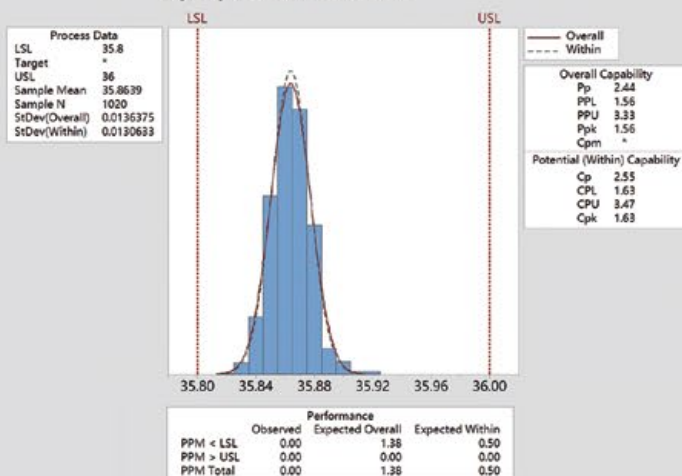 LSL
USL
Process Data
LSL 35.8
Target *
USL 36
Sample Mean 35.8639
Sample N 1020
StDev(Overall) 0.0136375
StDev(Within) 0.0130633
Overall
Within
Overall Capability
Pp 2.44
PPL 1.56
PPU 3.33
Ppk 1.56
Cpm *
Potential (Within) Capability
Cp 2.55
CPL 1.63
CPU 3.47
Cpk 1.63
35.80 35.84 35.88 35.92 35.96 36.00
Performance
Observed Expected Overall Expected Within
PPM < LSL 0.00 1.38 0.50
PPM > USL 0.00 0.00 0.00
PPM Total 0.00 1.38 0.50